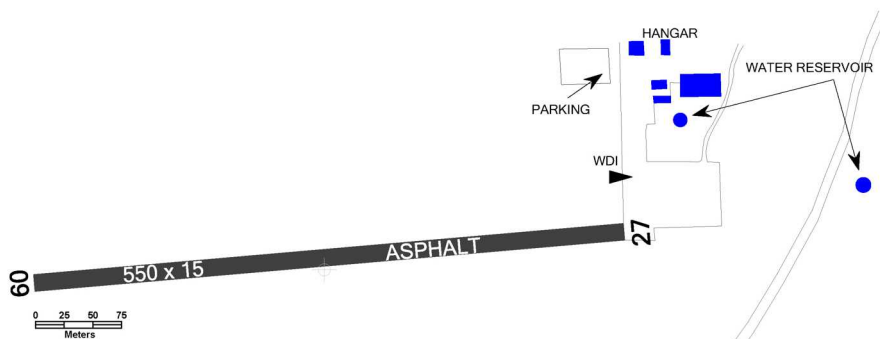 HANGAR
WATER RESERVOIR
PARKING
WDI
27
ASPHALT
550 x 15
09
0 25 50 75
Meters